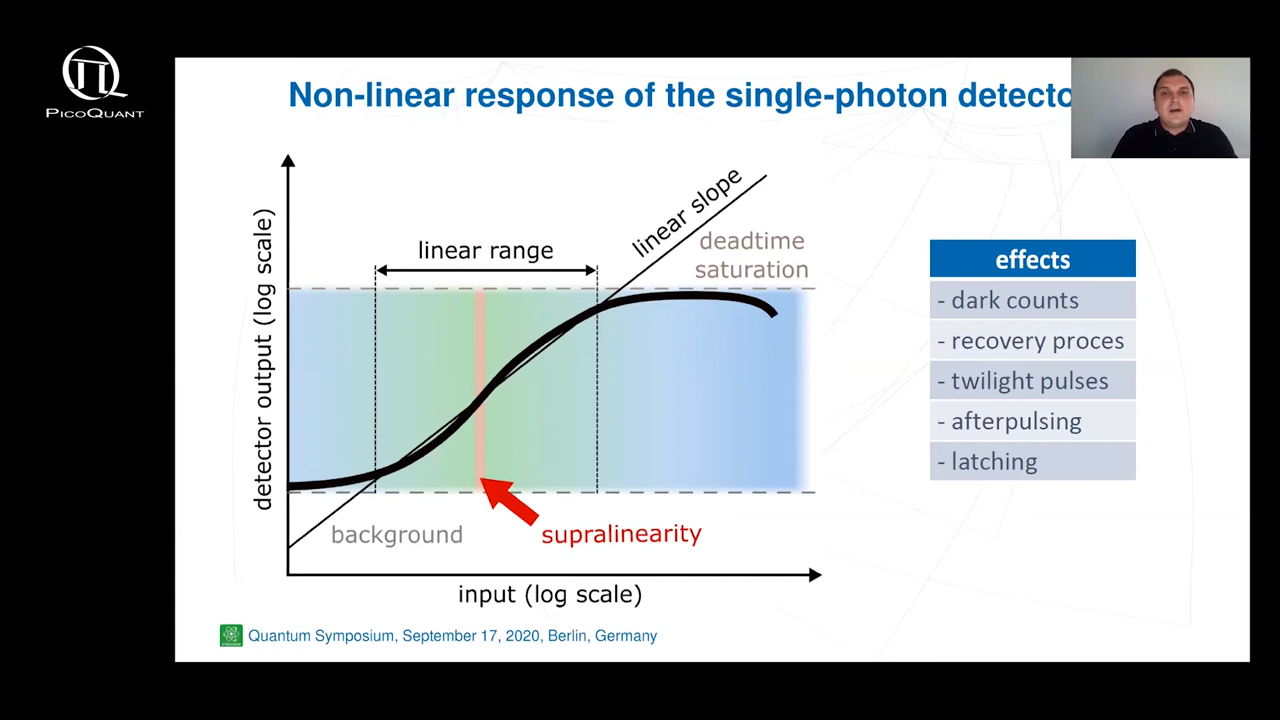 PICOQUANT
Non-linear response of the single-photon detecto
detector output (log scale)
linear range
linear slope
deadtime
saturation
background
supralinearity
input (log scale)
effects
- dark counts
- recovery proces
- twilight pulses
- afterpulsing
- latching
Quantum Symposium, September 17, 2020, Berlin, Germany